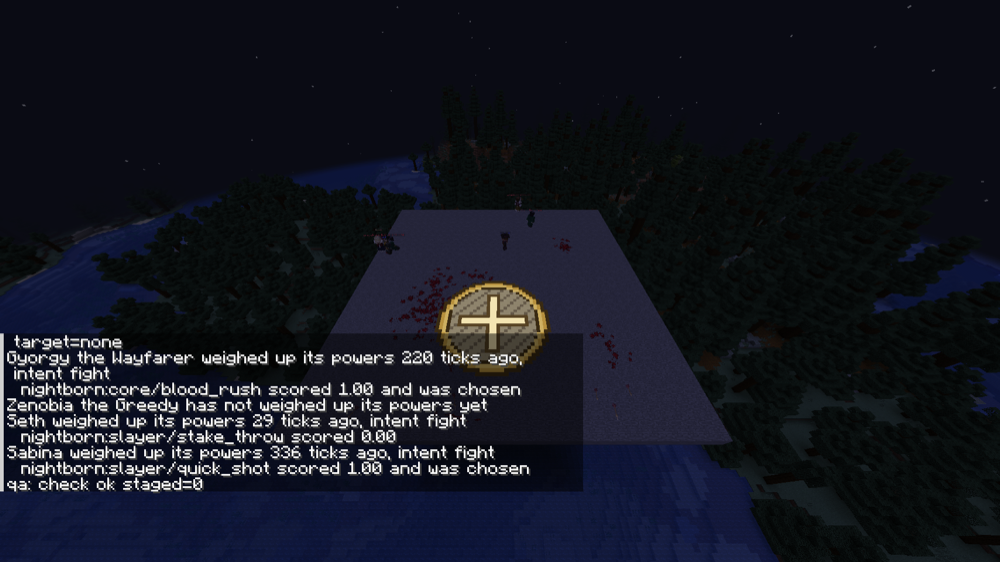 target=none
Gyorgy the Wayfarer weighed up its powers 220 ticks ago,
intent fight
nightborn:core/blood_rush scored 1.00 and was chosen
Zenobia the Greedy has not weighed up its powers yet
Seth weighed up its powers 29 ticks ago, intent fight
nightborn:slayer/stake_throw scored 0.00
Sabina weighed up its powers 336 ticks ago, intent fight
nightborn:slayer/quick_shot scored 1.00 and was chosen
qa: check ok staged=0